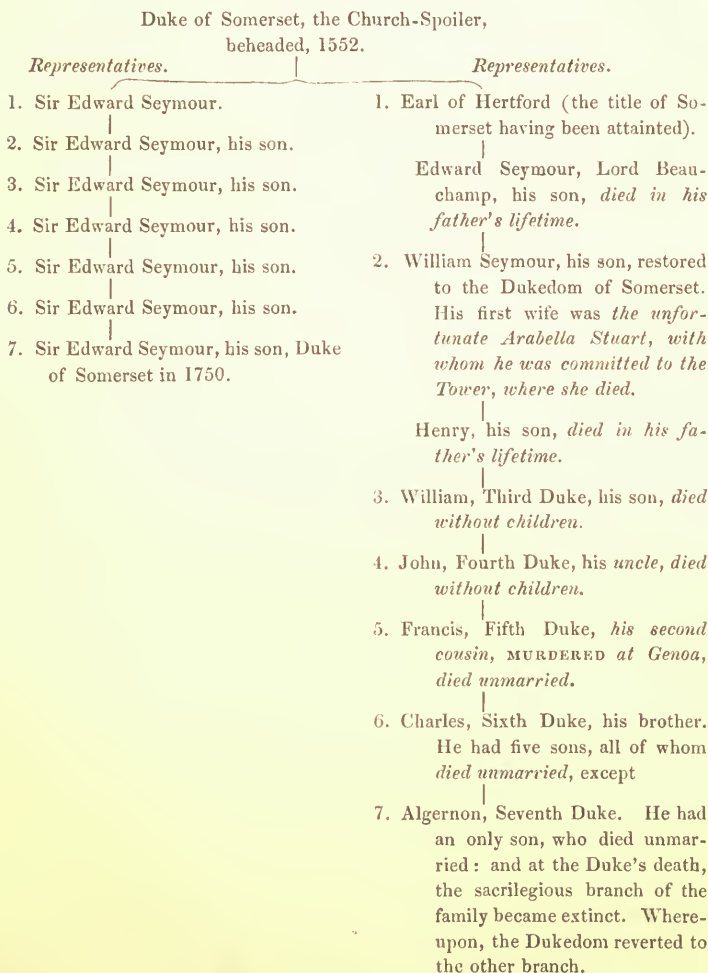 Duke of Somerset, the Church-Spoiler,
beheaded, 1552.
Representatives.
1. Sir Edward Seymour.
2. Sir Edward Seymour, his son.
3. Sir Edward Seymour, his son.
4. Sir Edward Seymour, his son.
5. Sir Edward Seymour, his son.
6. Sir Edward Seymour, his son.
7. Sir Edward Seymour, his son, Duke
of Somerset in 1750.
Representatives.
1. Earl of Hertford (the title of So-
merset having been attainted).
Edward Seymour, Lord Beau-
champ, his son, died in his
father's lifetime.
2. William Seymour, his son, restored
to the Dukedom of Somerset.
His first wife was the unfor-
tunate Arabella Stuart, with
whom he was committed to the
Tower, where she died.
Henry, his son, died in his fa-
ther's lifetime.
3. William, Third Duke, his son, died
without children.
4. John, Fourth Duke, his uncle, died
without children.
5. Francis, Fifth Duke, his second
cousin, MURDERED at Genoa,
died unmarried.
6. Charles, Sixth Duke, his brother.
He had five sons, all of whom
died unmarried, except
7. Algernon, Seventh Duke. He had
an only son, who died unmar-
ried : and at the Duke's death,
the sacrilegious branch of the
family became extinct. Where-
upon, the Dukedom reverted to
the other branch.